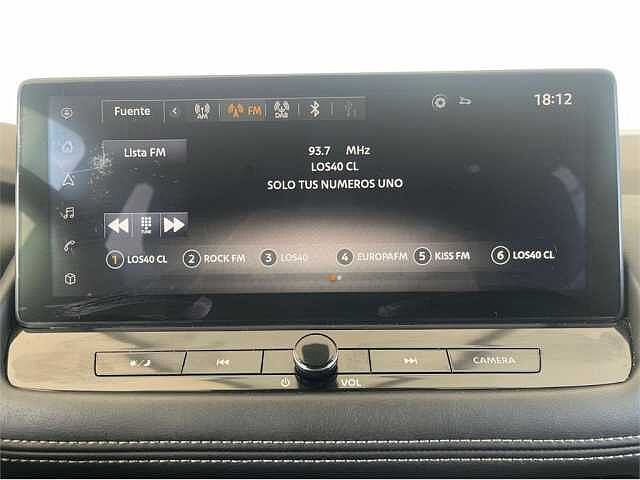 Fuente AM FM DAB 18:12
Lista FM
93.7 MHz
LOS40 CL
SOLO TUS NUMEROS UNO
TUNE
1 LOS40 CL 2 ROCK FM 3 LOS40 4 EUROPAFM 5 KISS FM 6 LOS40 CL
CAMERA
VOL